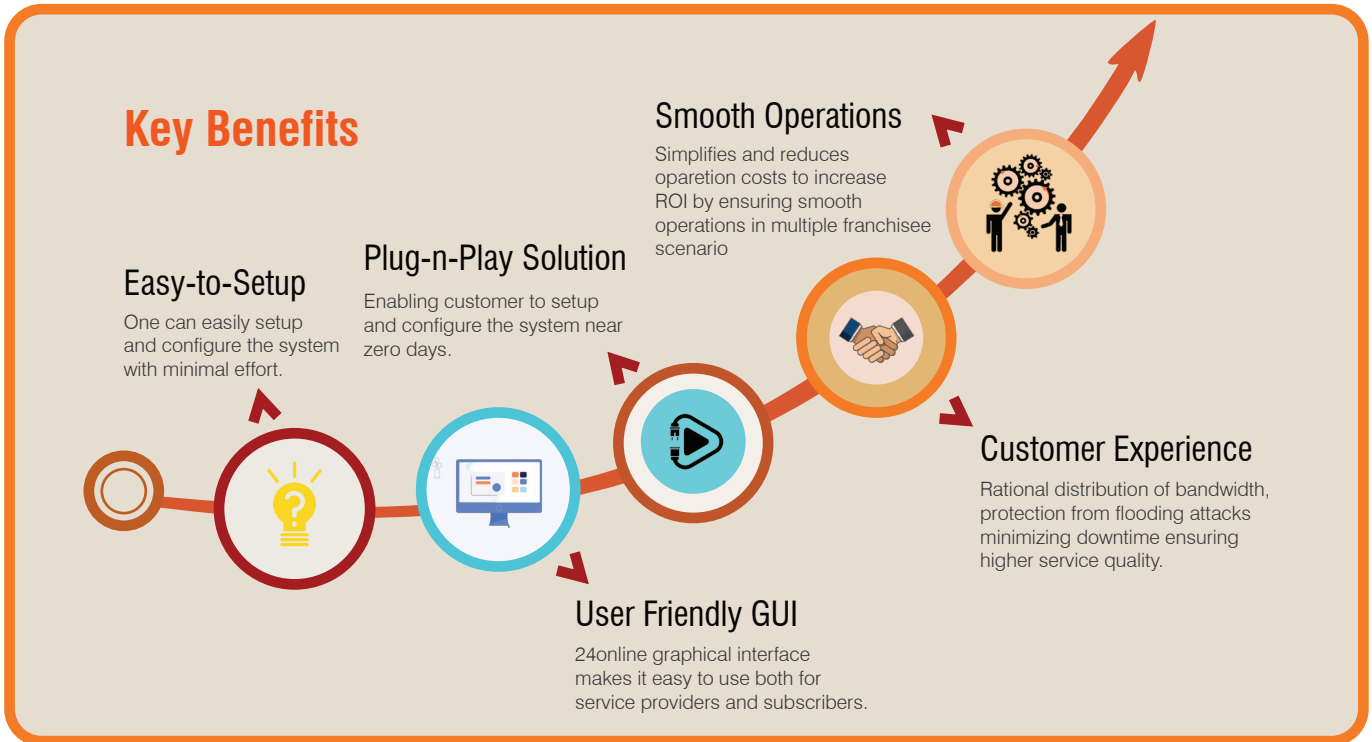 Key Benefits
Easy-to-Setup
One can easily setup
and configure the system
with minimal effort.
User Friendly GUI
24online graphical interface
makes it easy to use both for
service providers and subscribers.
Plug-n-Play Solution
Enabling customer to setup
and configure the system near
zero days.
Customer Experience
Rational distribution of bandwidth,
protection from flooding attacks
minimizing downtime ensuring
higher service quality.
Smooth Operations
Simplifies and reduces
oparetion costs to increase
ROI by ensuring smooth
operations in multiple franchisee
scenario